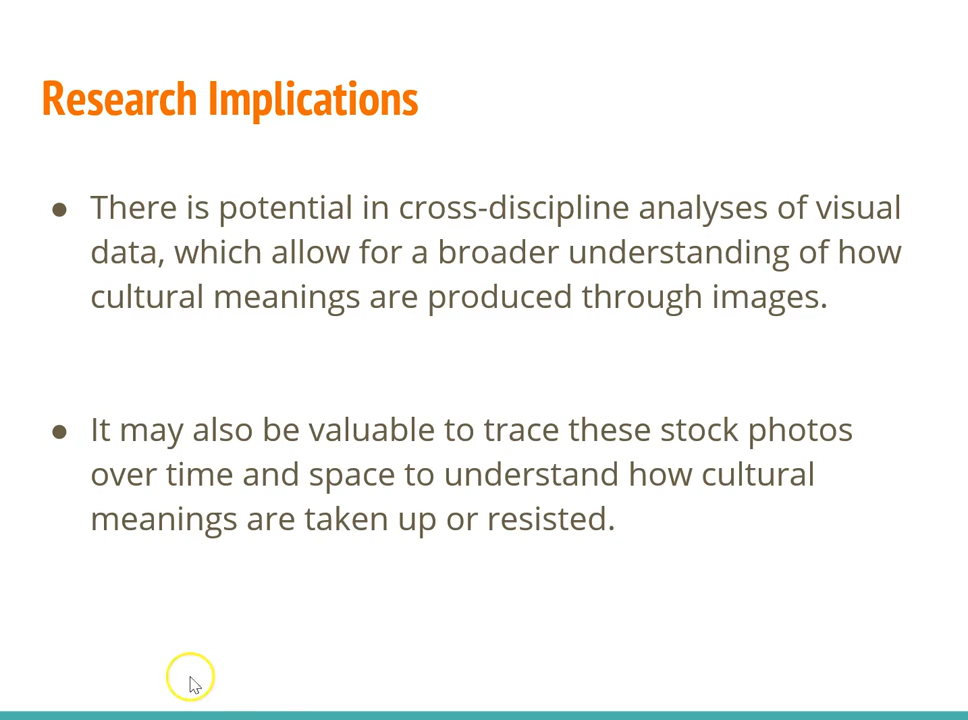 Research Implications
● There is potential in cross-discipline analyses of visual
data, which allow for a broader understanding of how
cultural meanings are produced through images.
● It may also be valuable to trace these stock photos
over time and space to understand how cultural
meanings are taken up or resisted.